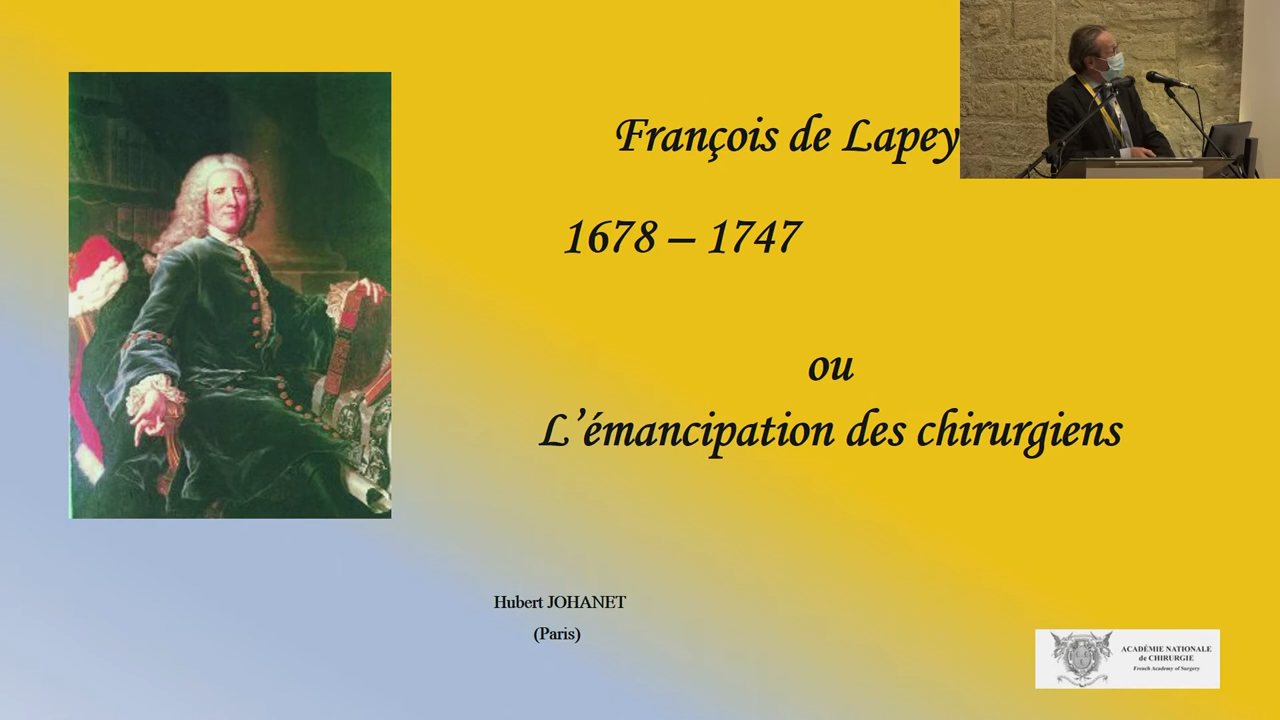 François de Lapey
1678 – 1747
ou
L'émancipation des chirurgiens
Hubert JOHANET
(Paris)
ACADÉMIE NATIONALE
de CHIRURGIE
French Academy of Surgery